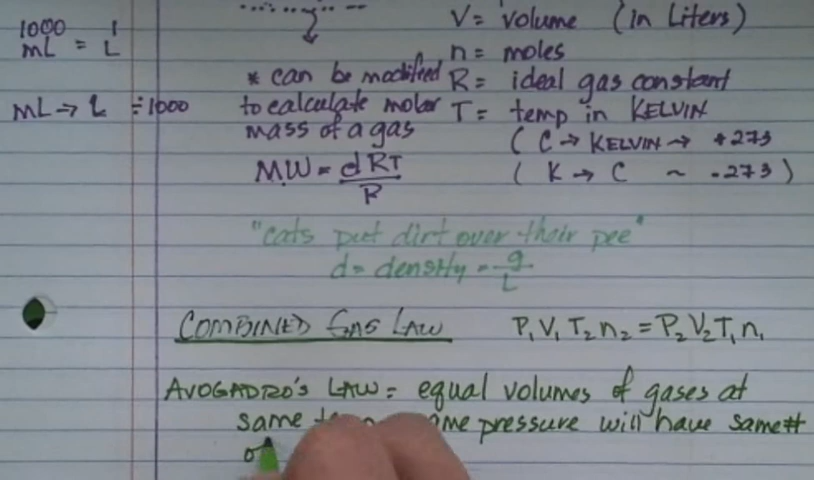 1000 mL = 1 L
mL → L ÷1000
V = volume (in Liters)
n = moles
R = ideal gas constant
T = temp in KELVIN
( C → KELVIN → +273
( K → C ~ -273 )
* can be modified
to calculate molar
mass of a gas
MW = dRT / P
"cats put dirt over their pee"
d = density = g / L
COMBINED GAS LAW P₁V₁T₂n₂ = P₂V₂T₁n₁
AVOGADRO'S LAW = equal volumes of gases at
same pressure will have same #